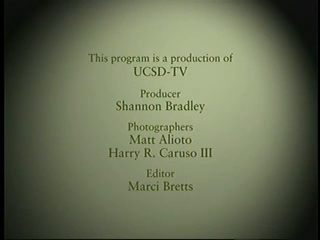 This program is a production of
UCSD-TV
Producer
Shannon Bradley
Photographers
Matt Alioto
Harry R. Caruso III
Editor
Marci Bretts